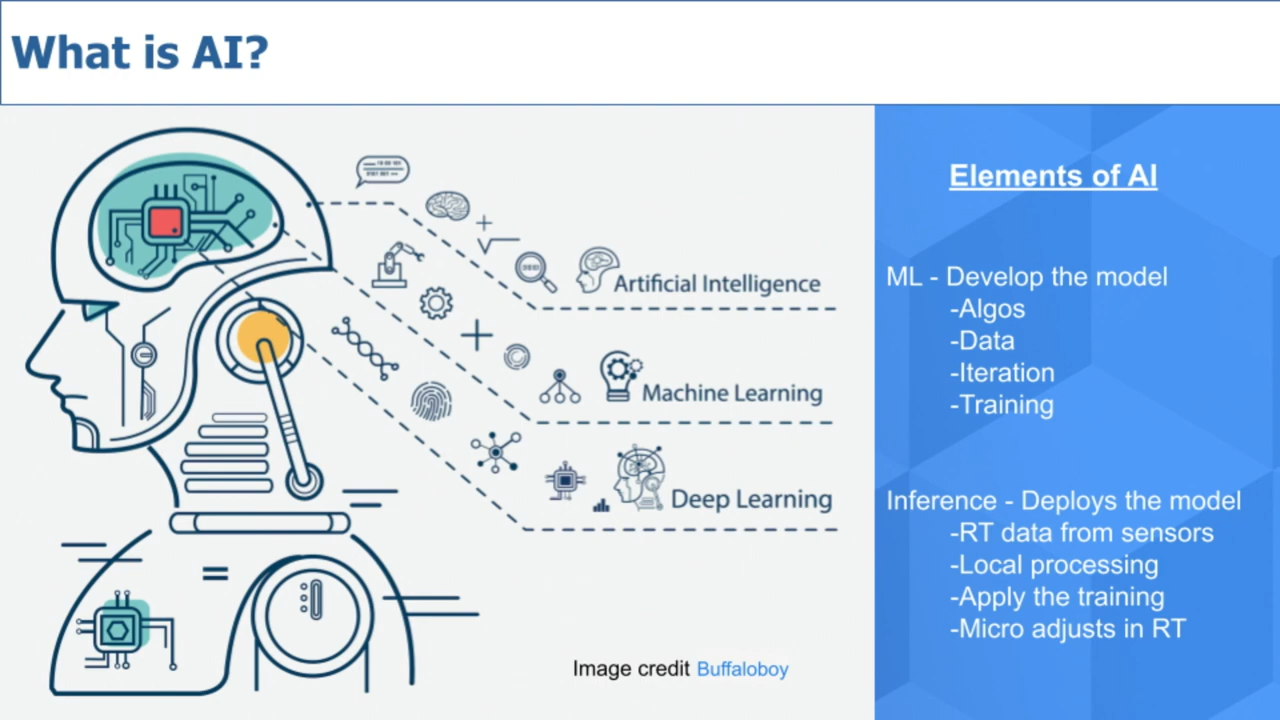 What is AI?
Artificial Intelligence
Machine Learning
Deep Learning
Image credit Buffaloboy
Elements of AI
ML - Develop the model
-Algos
-Data
-Iteration
-Training
Inference - Deploys the model
-RT data from sensors
-Local processing
-Apply the training
-Micro adjusts in RT